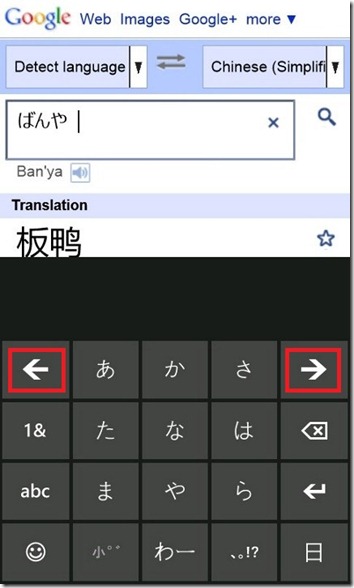 Google Web Images Google+ more ▼
Detect language ▼ Chinese (Simplifi ▼
ばんや
Ban'ya
Translation
板鸭
← あ か さ →
1& た な は
abc ま や ら
小゛゜ わー 、。!? 日